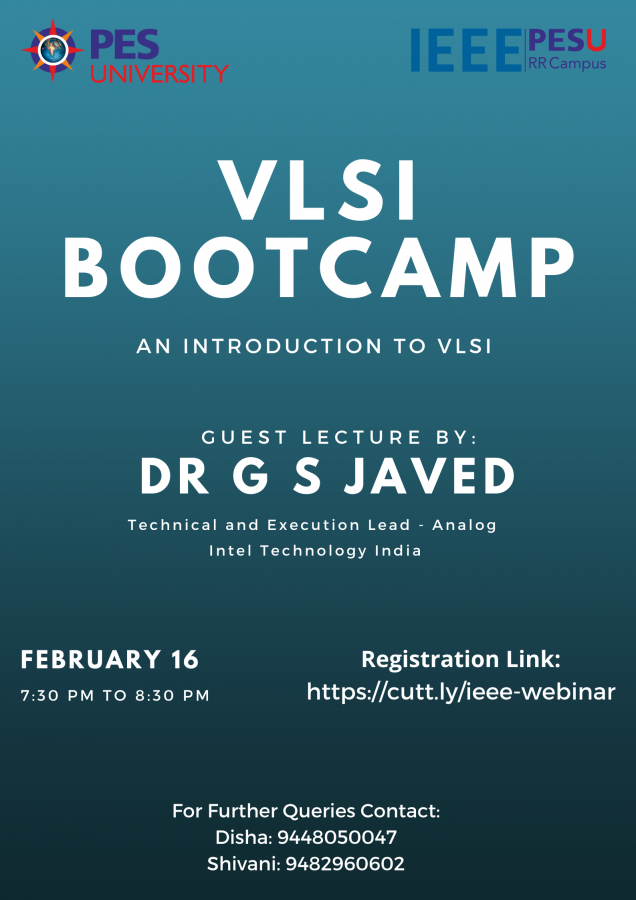 PES
UNIVERSITY
IEEE PESU
RR Campus
VLSI
BOOTCAMP
AN INTRODUCTION TO VLSI
GUEST LECTURE BY:
DR G S JAVED
Technical and Execution Lead - Analog
Intel Technology India
FEBRUARY 16
7:30 PM TO 8:30 PM
Registration Link:
https://cutt.ly/ieee-webinar
For Further Queries Contact:
Disha: 9448050047
Shivani: 9482960602